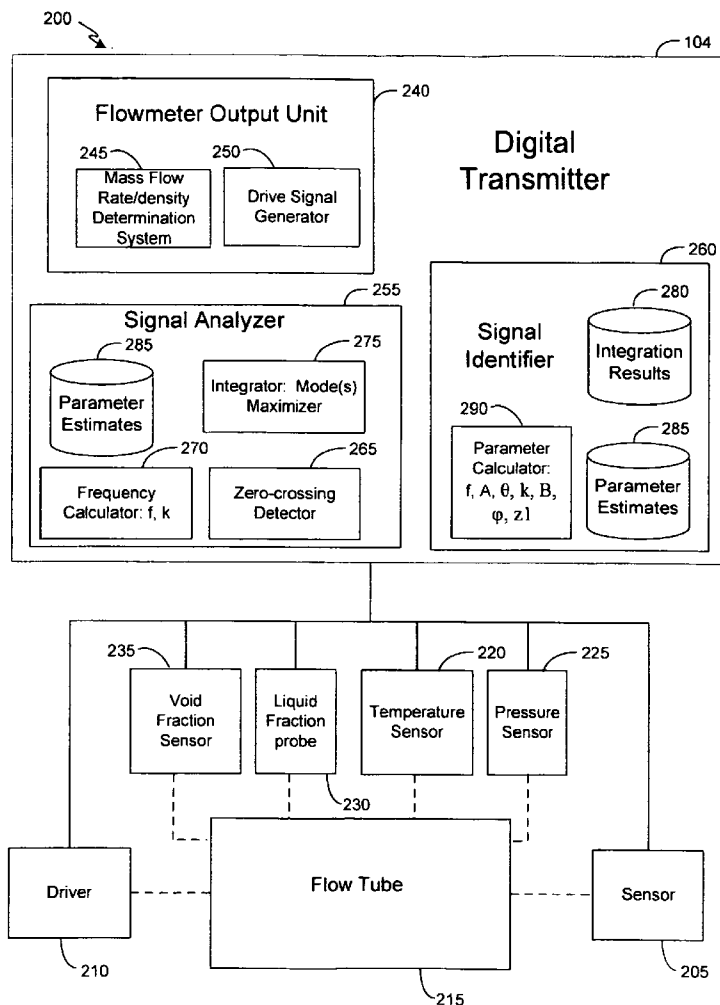 200
104
Flowmeter Output Unit
240
245
250
Mass Flow
Rate/density
Determination
System
Drive Signal
Generator
Digital
Transmitter
260
255
Signal Analyzer
285
275
Parameter
Estimates
Integrator: Mode(s)
Maximizer
270
265
Frequency
Calculator: f, k
Zero-crossing
Detector
280
Signal
Identifier
Integration
Results
290
285
Parameter
Calculator:
f, A, θ, k, B,
φ, z1
Parameter
Estimates
235
220
225
Void
Fraction
Sensor
Liquid
Fraction
probe
Temperature
Sensor
Pressure
Sensor
230
Driver
Flow Tube
Sensor
210
215
205